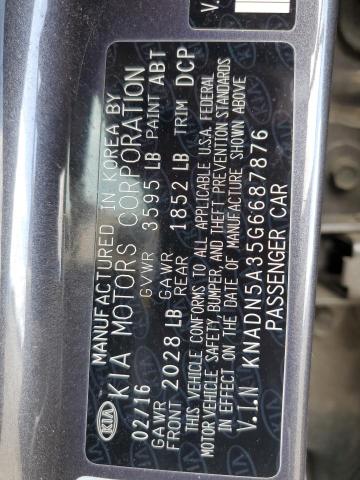 MANUFACTURED IN KOREA BY
KIA KIA MOTORS CORPORATION
02/16 GVWR 3595 LB PAINT ABT
GAWR GAWR TRIM DCP
FRONT 2028 LB REAR 1852 LB
THIS VEHICLE CONFORMS TO ALL APPLICABLE U.S.A. FEDERAL
MOTOR VEHICLE SAFETY, BUMPER, AND THEFT PREVENTION STANDARDS
IN EFFECT ON THE DATE OF MANUFACTURE SHOWN ABOVE
V.I.N KNADN5A35G6687876
PASSENGER CAR
V.